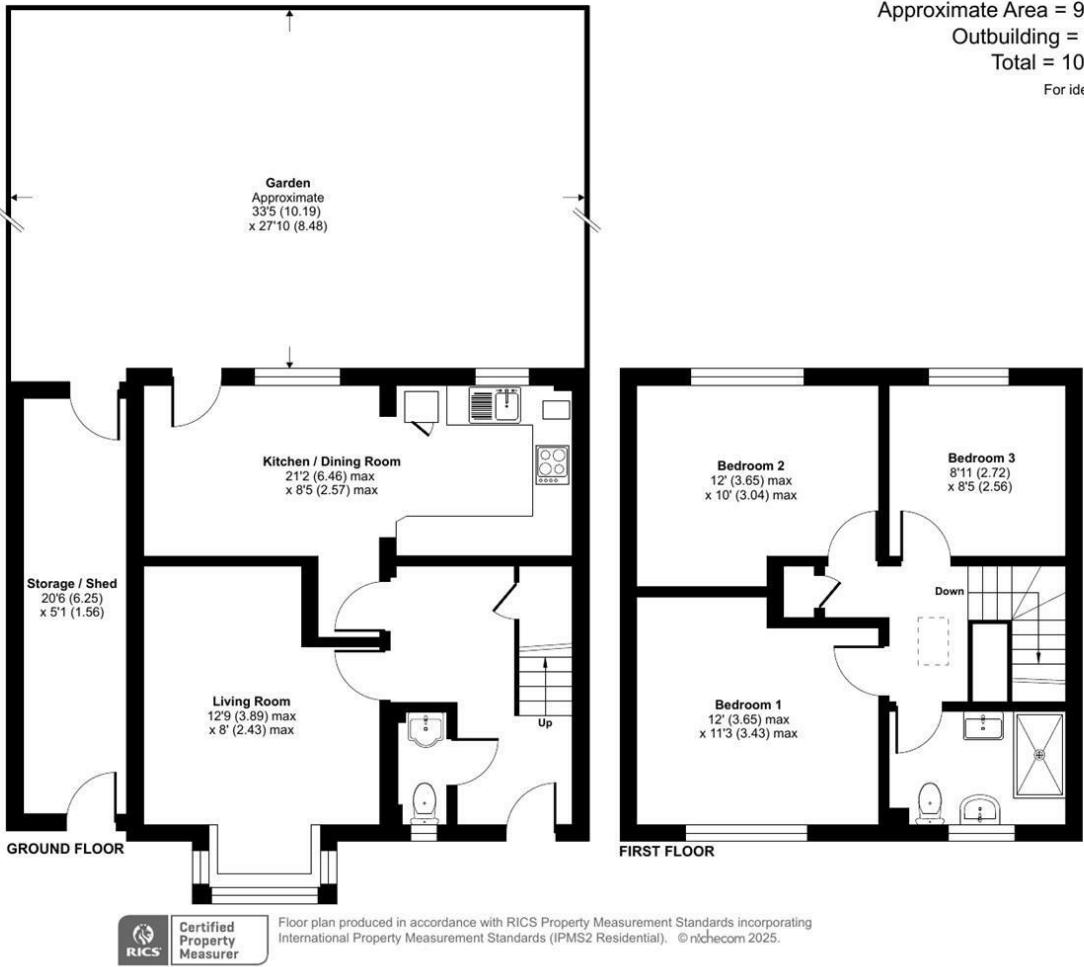 Approximate Area = 9
Outbuilding =
Total = 10
For ide
Garden
Approximate
33'5 (10.19)
x 27'10 (8.48)
Kitchen / Dining Room
21'2 (6.46) max
x 8'5 (2.57) max
Storage / Shed
20'6 (6.25)
x 5'1 (1.56)
Living Room
12'9 (3.89) max
x 8' (2.43) max
Up
GROUND FLOOR
Bedroom 2
12' (3.65) max
x 10' (3.04) max
Bedroom 3
8'11 (2.72)
x 8'5 (2.56)
Down
Bedroom 1
12' (3.65) max
x 11'3 (3.43) max
FIRST FLOOR
RICS
Certified
Property
Measurer
Floor plan produced in accordance with RICS Property Measurement Standards incorporating
International Property Measurement Standards (IPMS2 Residential). © nichecom 2025.